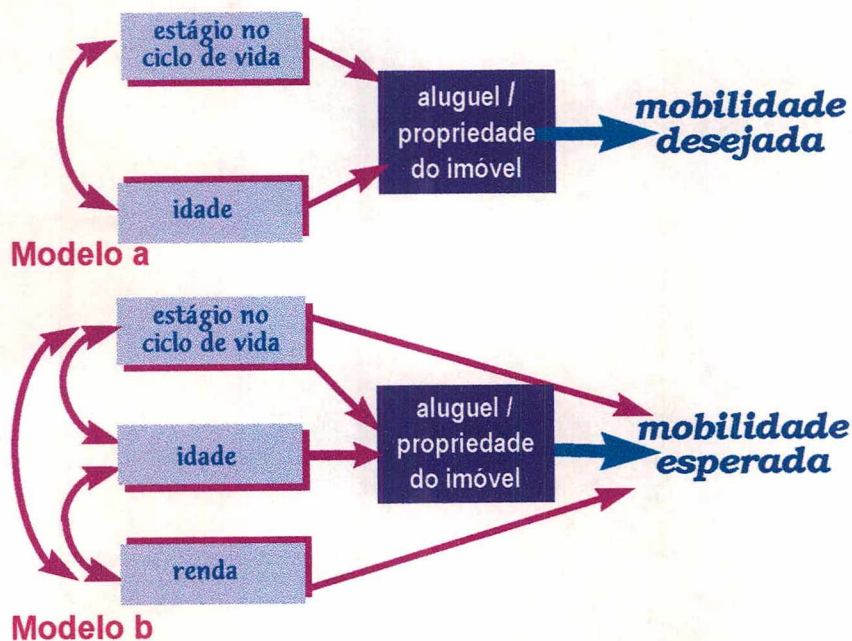 estágio no
ciclo de vida
aluguel /
propriedade
do imóvel
mobilidade
desejada
idade
Modelo a
estágio no
ciclo de vida
aluguel /
propriedade
do imóvel
mobilidade
esperada
idade
renda
Modelo b